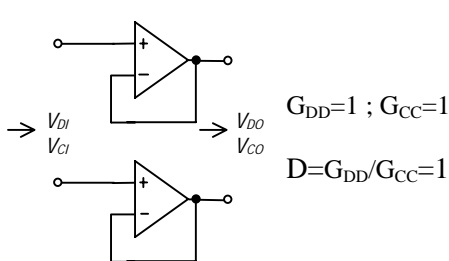 +
−
V_DI
V_CI
V_DO
V_CO
G_DD=1 ; G_CC=1
D=G_DD/G_CC=1
+
−